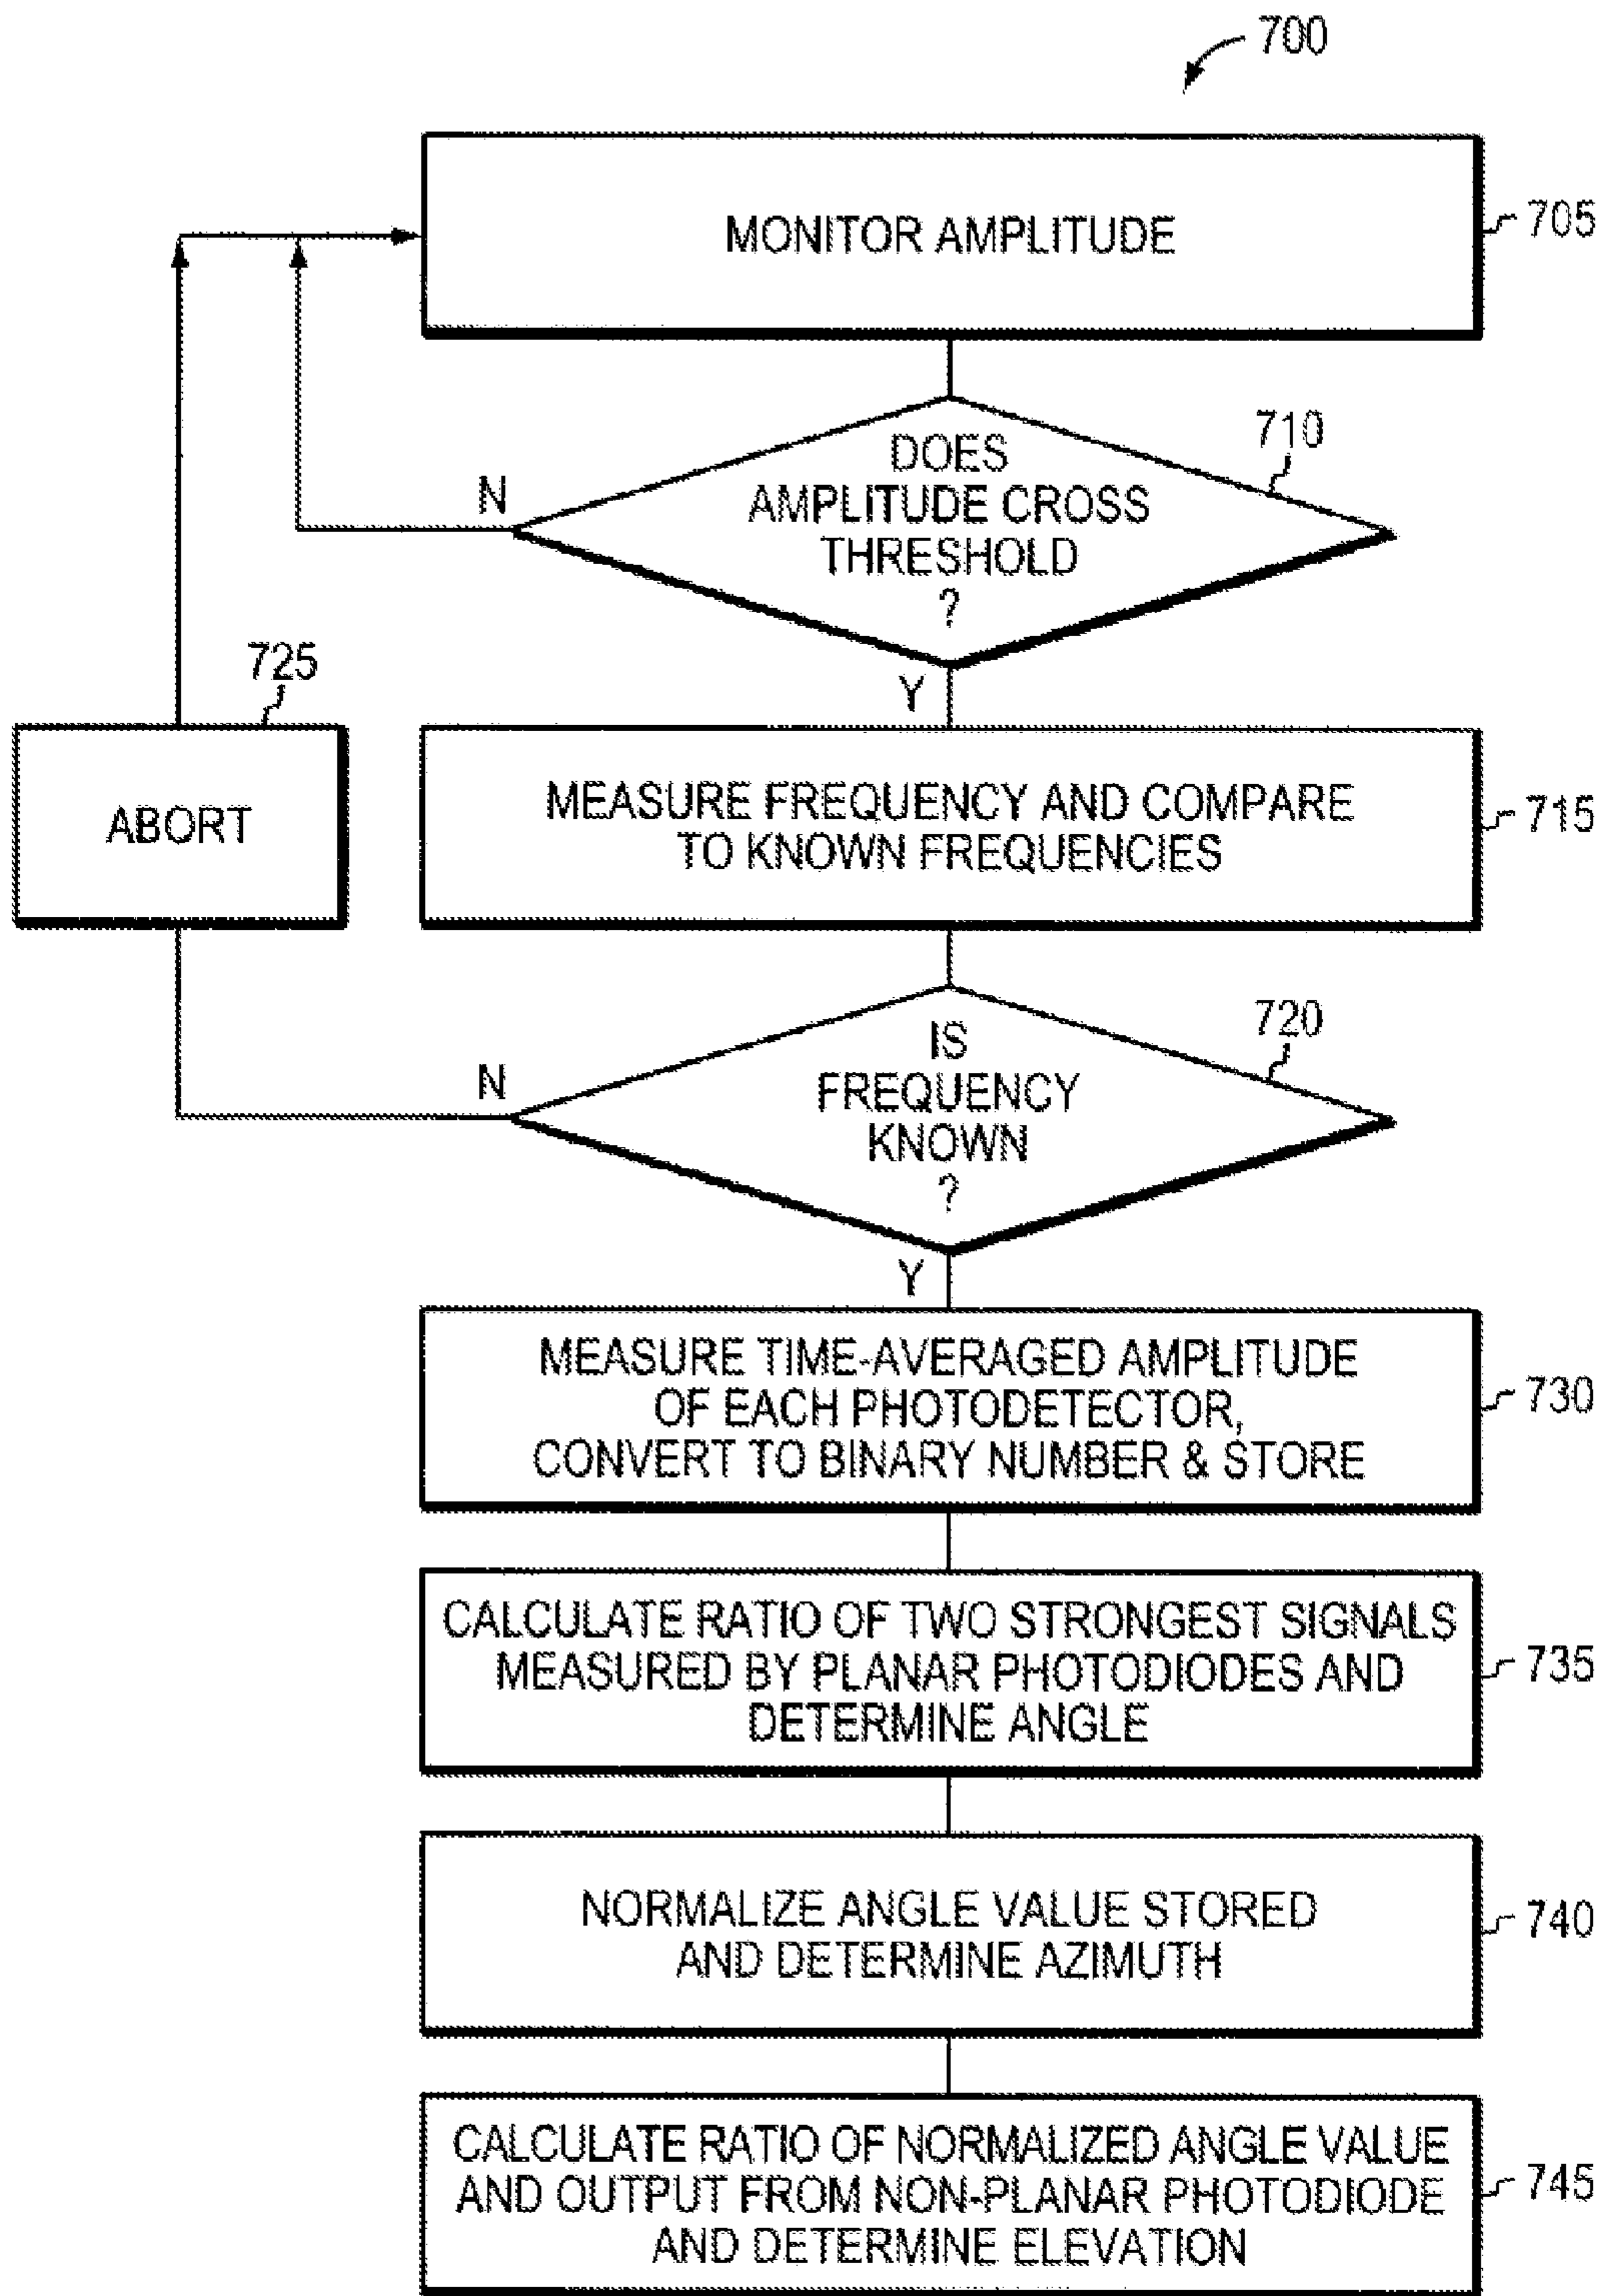 700
MONITOR AMPLITUDE
705
DOES
AMPLITUDE CROSS
THRESHOLD
?
710
N
Y
725
ABORT
MEASURE FREQUENCY AND COMPARE
TO KNOWN FREQUENCIES
715
IS
FREQUENCY
KNOWN
?
720
N
Y
MEASURE TIME-AVERAGED AMPLITUDE
OF EACH PHOTODETECTOR,
CONVERT TO BINARY NUMBER & STORE
730
CALCULATE RATIO OF TWO STRONGEST SIGNALS
MEASURED BY PLANAR PHOTODIODES AND
DETERMINE ANGLE
735
NORMALIZE ANGLE VALUE STORED
AND DETERMINE AZIMUTH
740
CALCULATE RATIO OF NORMALIZED ANGLE VALUE
AND OUTPUT FROM NON-PLANAR PHOTODIODE
AND DETERMINE ELEVATION
745